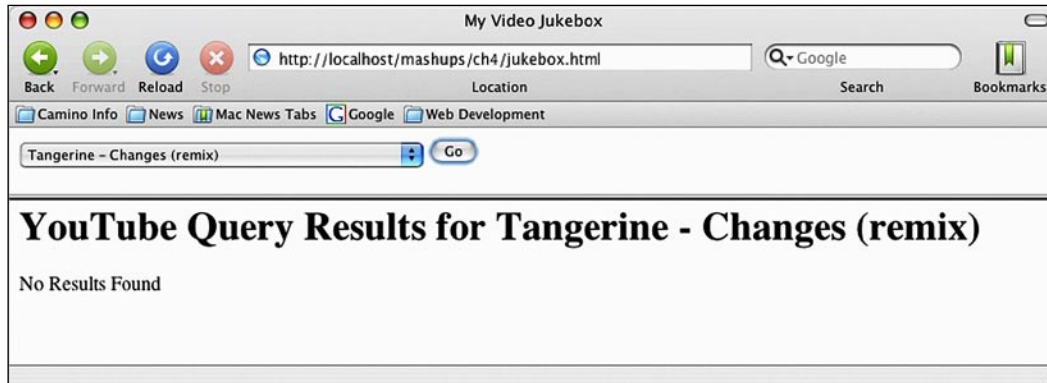 My Video Jukebox
http://localhost/mashups/ch4/jukebox.html
Google
Back Forward Reload Stop Location Search Bookmarks
Camino Info News Mac News Tabs Google Web Development
Tangerine – Changes (remix) Go
YouTube Query Results for Tangerine - Changes (remix)
No Results Found